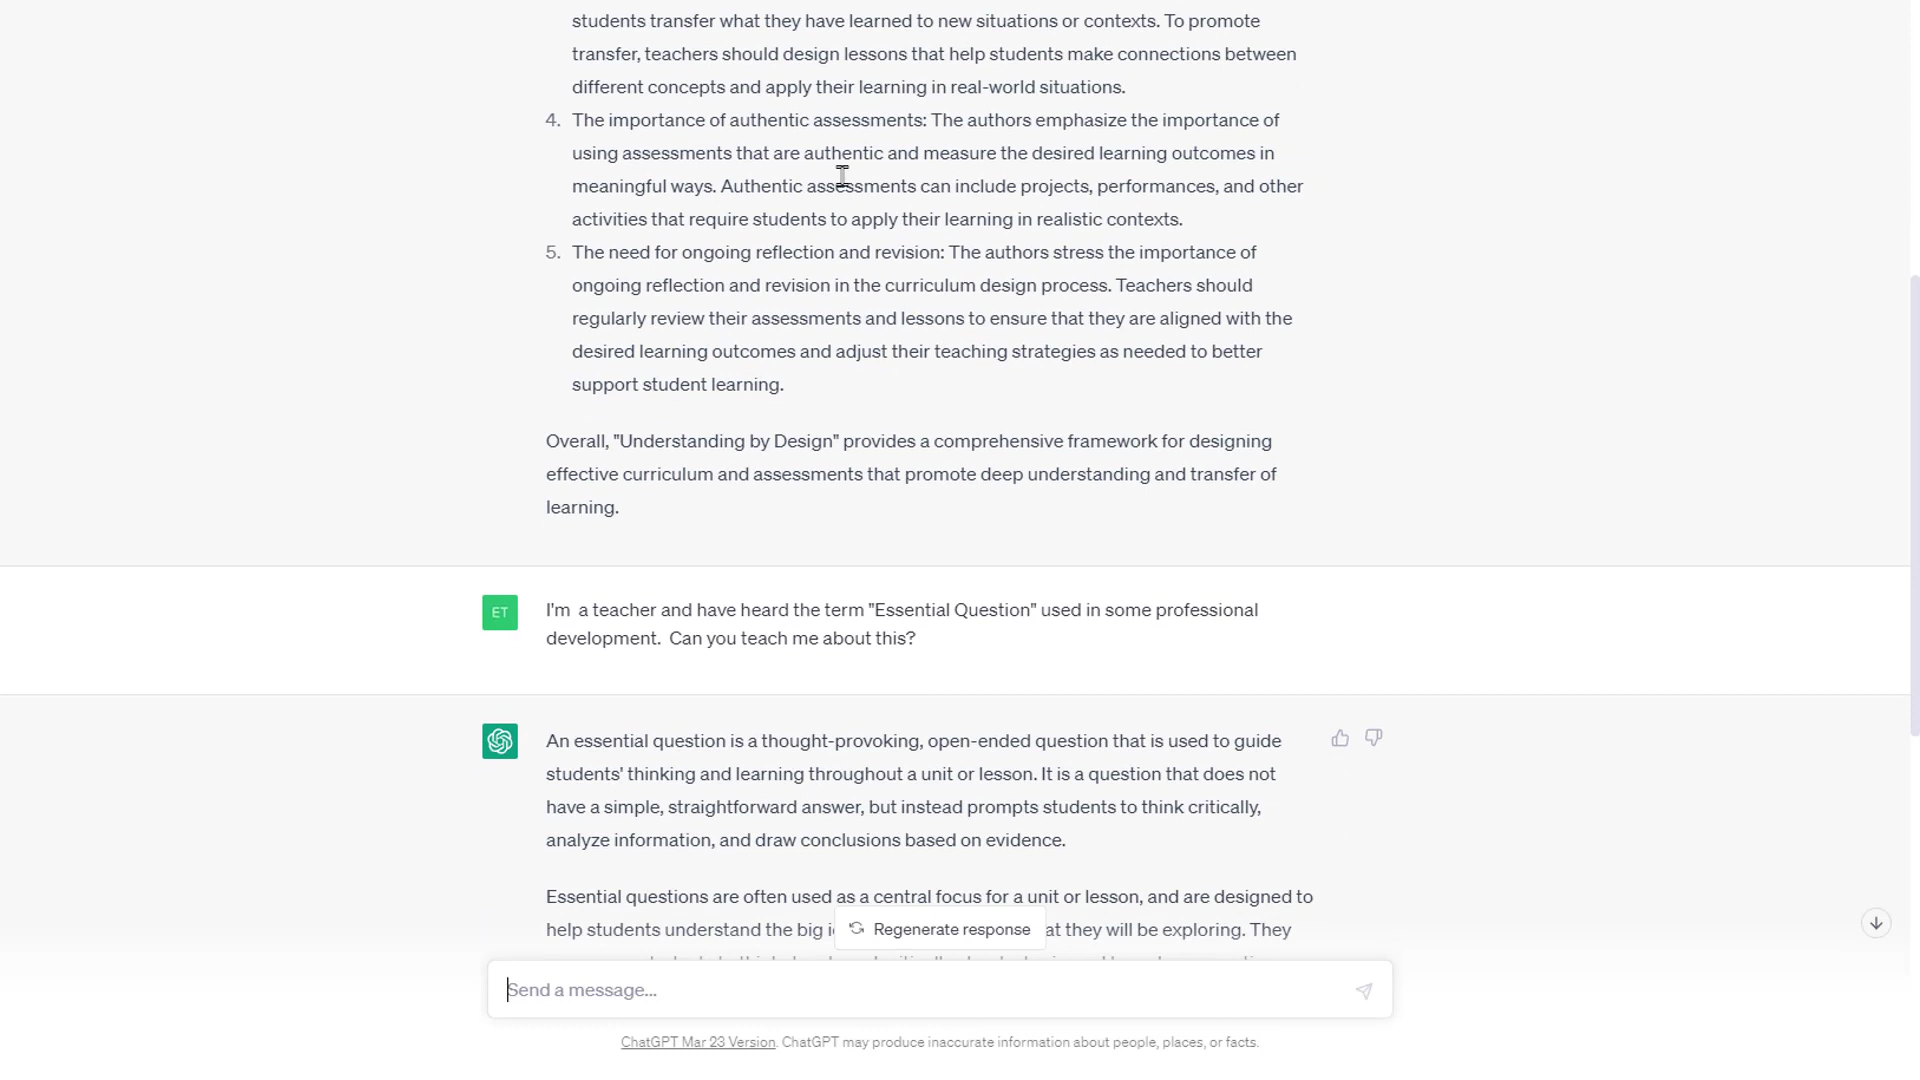 students transfer what they have learned to new situations or contexts. To promote
transfer, teachers should design lessons that help students make connections between
different concepts and apply their learning in real-world situations.
4. The importance of authentic assessments: The authors emphasize the importance of
using assessments that are authentic and measure the desired learning outcomes in
meaningful ways. Authentic assessments can include projects, performances, and other
activities that require students to apply their learning in realistic contexts.
5. The need for ongoing reflection and revision: The authors stress the importance of
ongoing reflection and revision in the curriculum design process. Teachers should
regularly review their assessments and lessons to ensure that they are aligned with the
desired learning outcomes and adjust their teaching strategies as needed to better
support student learning.
Overall, "Understanding by Design" provides a comprehensive framework for designing
effective curriculum and assessments that promote deep understanding and transfer of
learning.
ET
I'm  a teacher and have heard the term "Essential Question" used in some professional
development.  Can you teach me about this?
An essential question is a thought-provoking, open-ended question that is used to guide
students' thinking and learning throughout a unit or lesson. It is a question that does not
have a simple, straightforward answer, but instead prompts students to think critically,
analyze information, and draw conclusions based on evidence.
Essential questions are often used as a central focus for a unit or lesson, and are designed to
help students understand the big at they will be exploring. They
Regenerate response
Send a message...
ChatGPT Mar 23 Version. ChatGPT may produce inaccurate information about people, places, or facts.